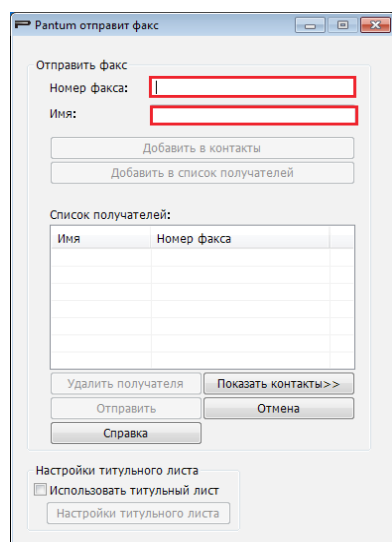 Pantum отправит факс
Отправить факс
Номер факса:
Имя:
Добавить в контакты
Добавить в список получателей
Список получателей:
Имя Номер факса
Удалить получателя Показать контакты>>
Отправить Отмена
Справка
Настройки титульного листа
Использовать титульный лист
Настройки титульного листа